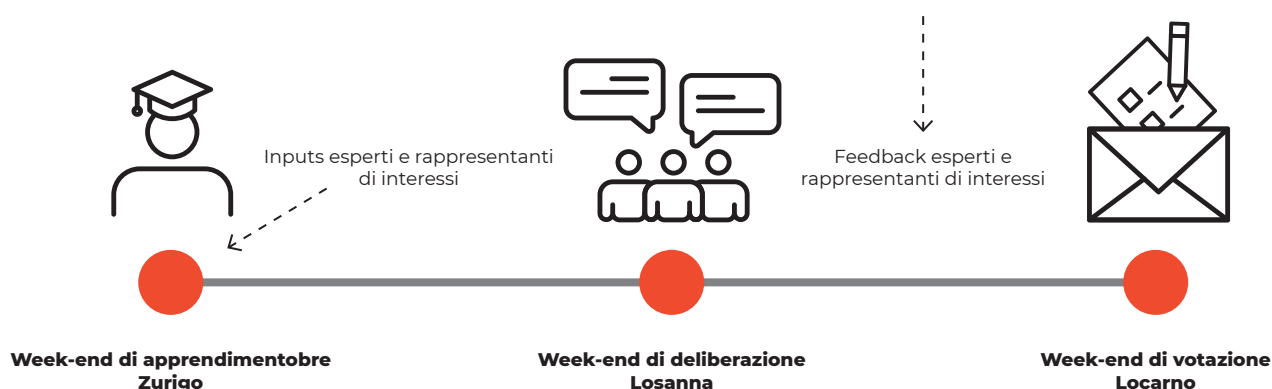 Inputs esperti e rappresentanti
di interessi
Feedback esperti e
rappresentanti di interessi
Week-end di apprendimentobre
Zurigo
Week-end di deliberazione
Losanna
Week-end di votazione
Locarno